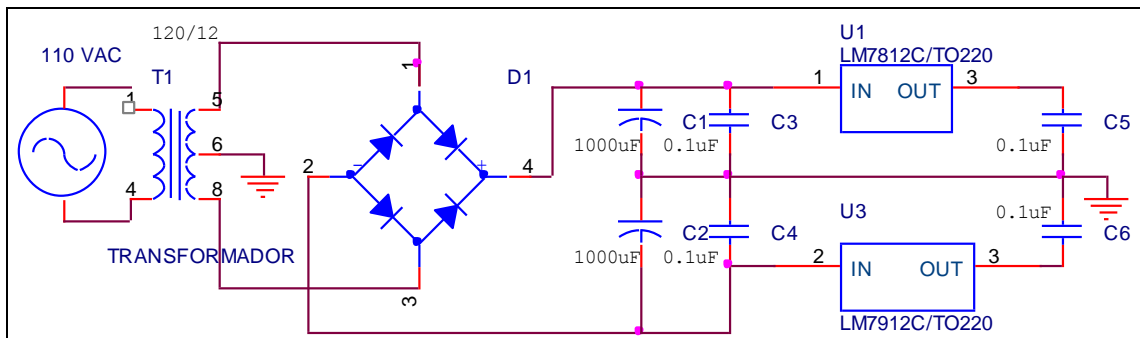 120/12
110 VAC
T1
1
4
5
6
8
TRANSFORMADOR
1
2
3
4
-
+
D1
C1
1000uF
C3
0.1uF
C2
1000uF
C4
0.1uF
U1
LM7812C/TO220
1
IN
OUT
3
C5
0.1uF
U3
0.1uF
C6
2
IN
OUT
3
LM7912C/TO220